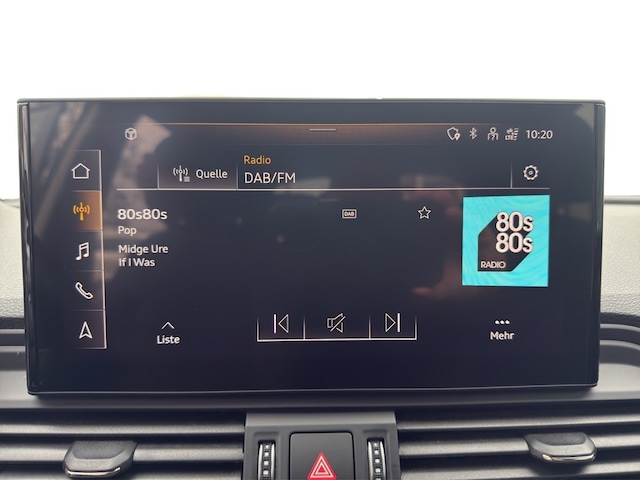 10:20
Radio
Quelle
DAB/FM
80s80s
DAB
Pop
Midge Ure
If I Was
80s
80s
RADIO
Liste
Mehr